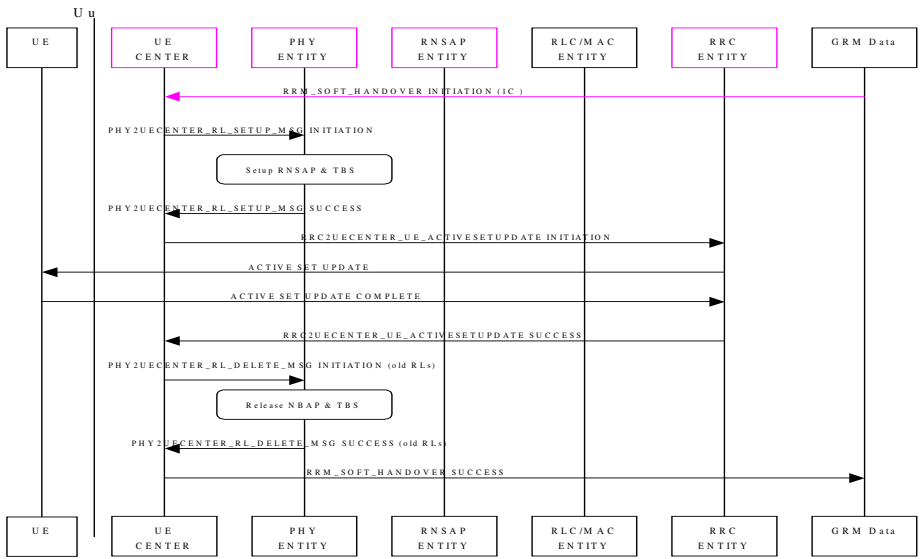 Uu
UE
UE
CENTER
PHY
ENTITY
RNSAP
ENTITY
RLC/MAC
ENTITY
RRC
ENTITY
GRM Data
RRM_SOFT_HANDOVER INITIATION (1C )
PHY2UECENTER_RL_SETUP_MSG INITIATION
Setup RNSAP & TBS
PHY2UECENTER_RL_SETUP_MSG SUCCESS
RRC2UECENTER_UE_ACTIVESETUPDATE INITIATION
ACTIVE SET UPDATE
ACTIVE SET UPDATE COMPLETE
RRC2UECENTER_UE_ACTIVESETUPDATE SUCCESS
PHY2UECENTER_RL_DELETE_MSG INITIATION (old RLs)
Release NBAP & TBS
PHY2UECENTER_RL_DELETE_MSG SUCCESS (old RLs)
RRM_SOFT_HANDOVER SUCCESS
UE
UE
CENTER
PHY
ENTITY
RNSAP
ENTITY
RLC/MAC
ENTITY
RRC
ENTITY
GRM Data